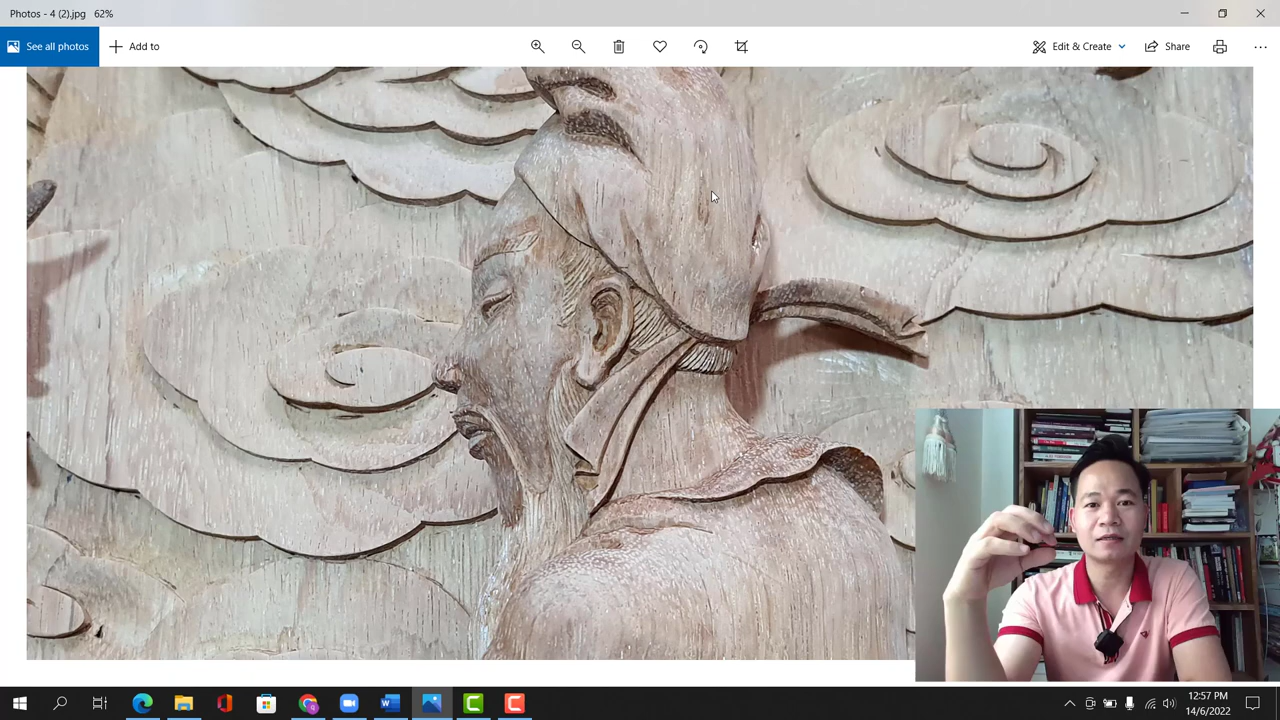 Photos - 4 (2).jpg   62%
See all photos
Add to
Edit & Create
Share
12:57 PM
14/6/2022